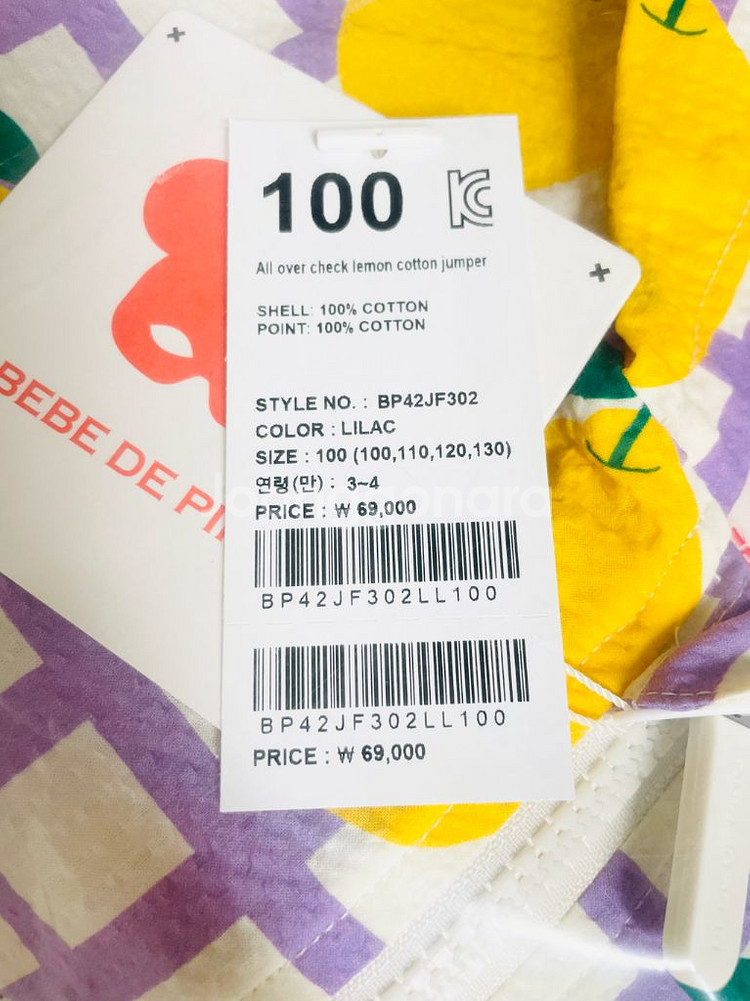 100
All over check lemon cotton jumper
SHELL: 100% COTTON
POINT: 100% COTTON
STYLE NO. : BP42JF302
COLOR : LILAC
SIZE : 100 (100,110,120,130)
연령(만) : 3~4
PRICE : ₩ 69,000
BP42JF302LL100
BP42JF302LL100
PRICE : ₩ 69,000
BEBE DE